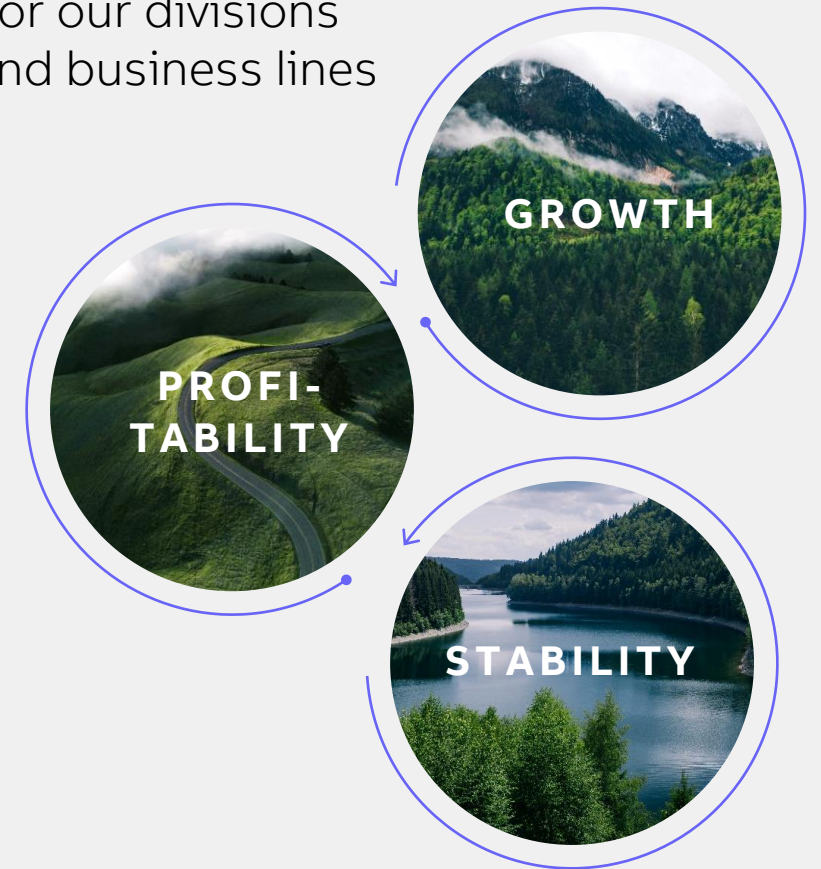 or our divisions
nd business lines
GROWTH
PROFI-
TABILITY
STABILITY